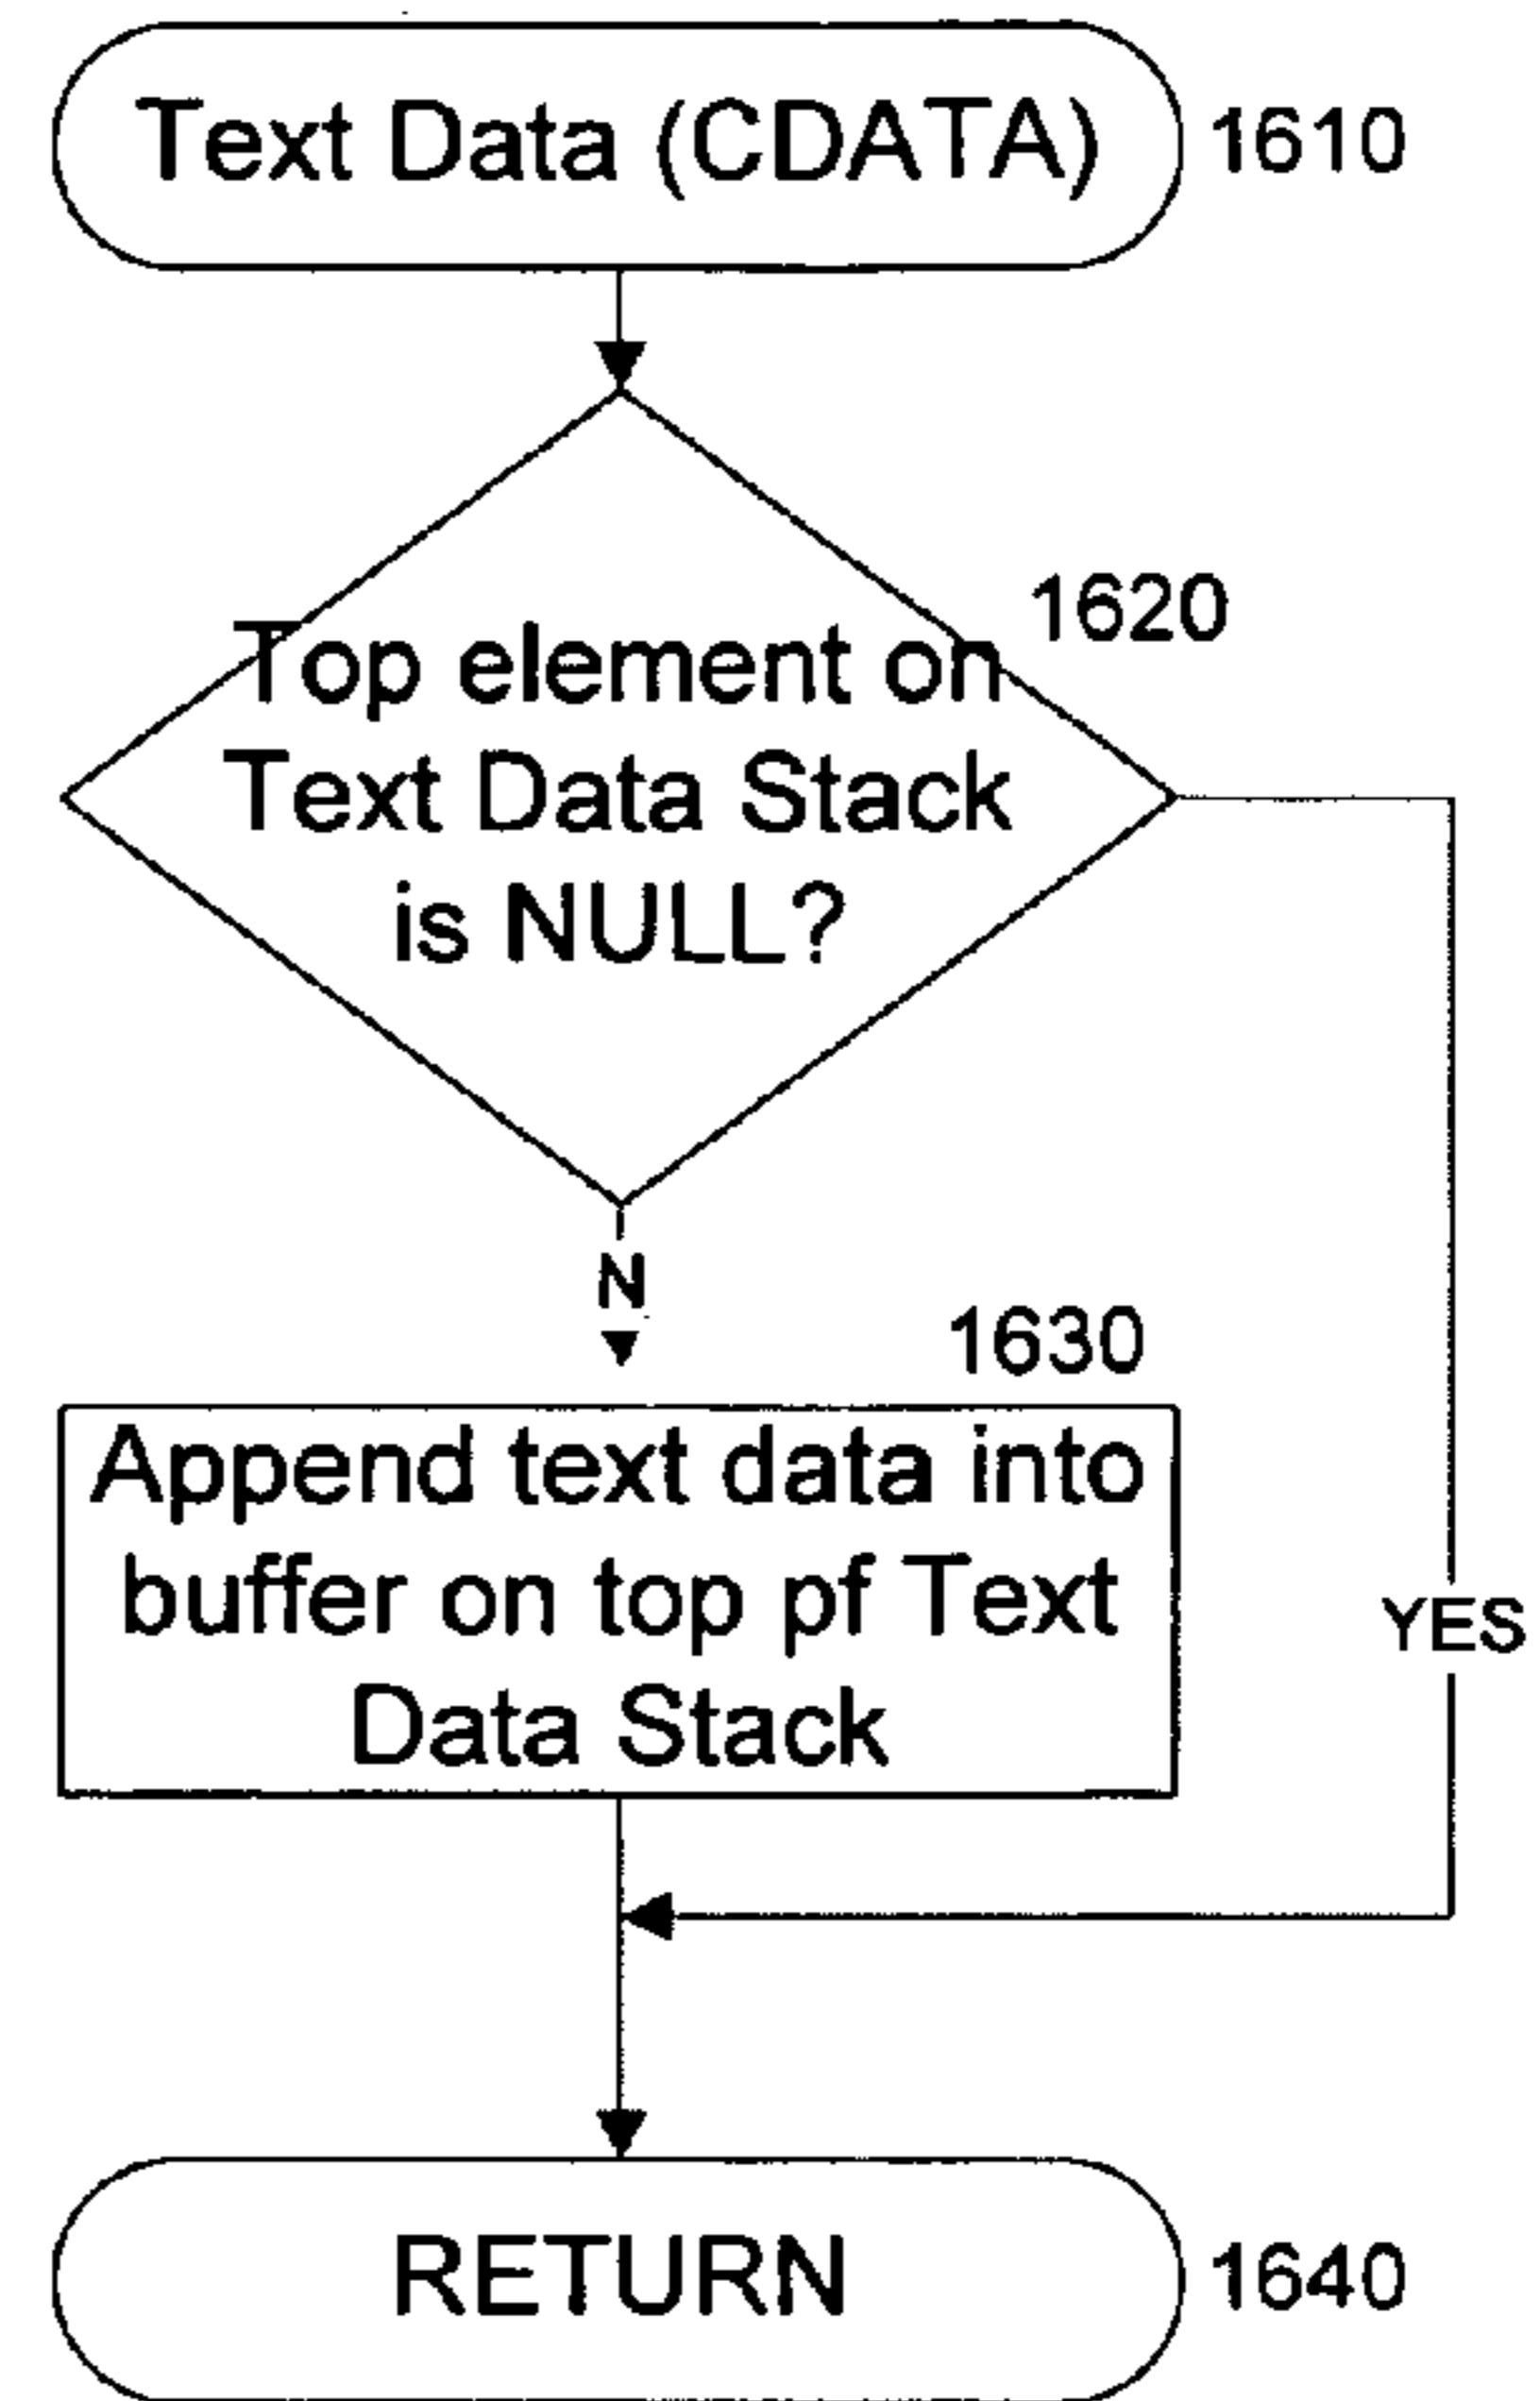 Text Data (CDATA) 1610
1620
Top element on
Text Data Stack
is NULL?
N
1630
Append text data into
buffer on top pf Text
Data Stack
YES
RETURN 1640